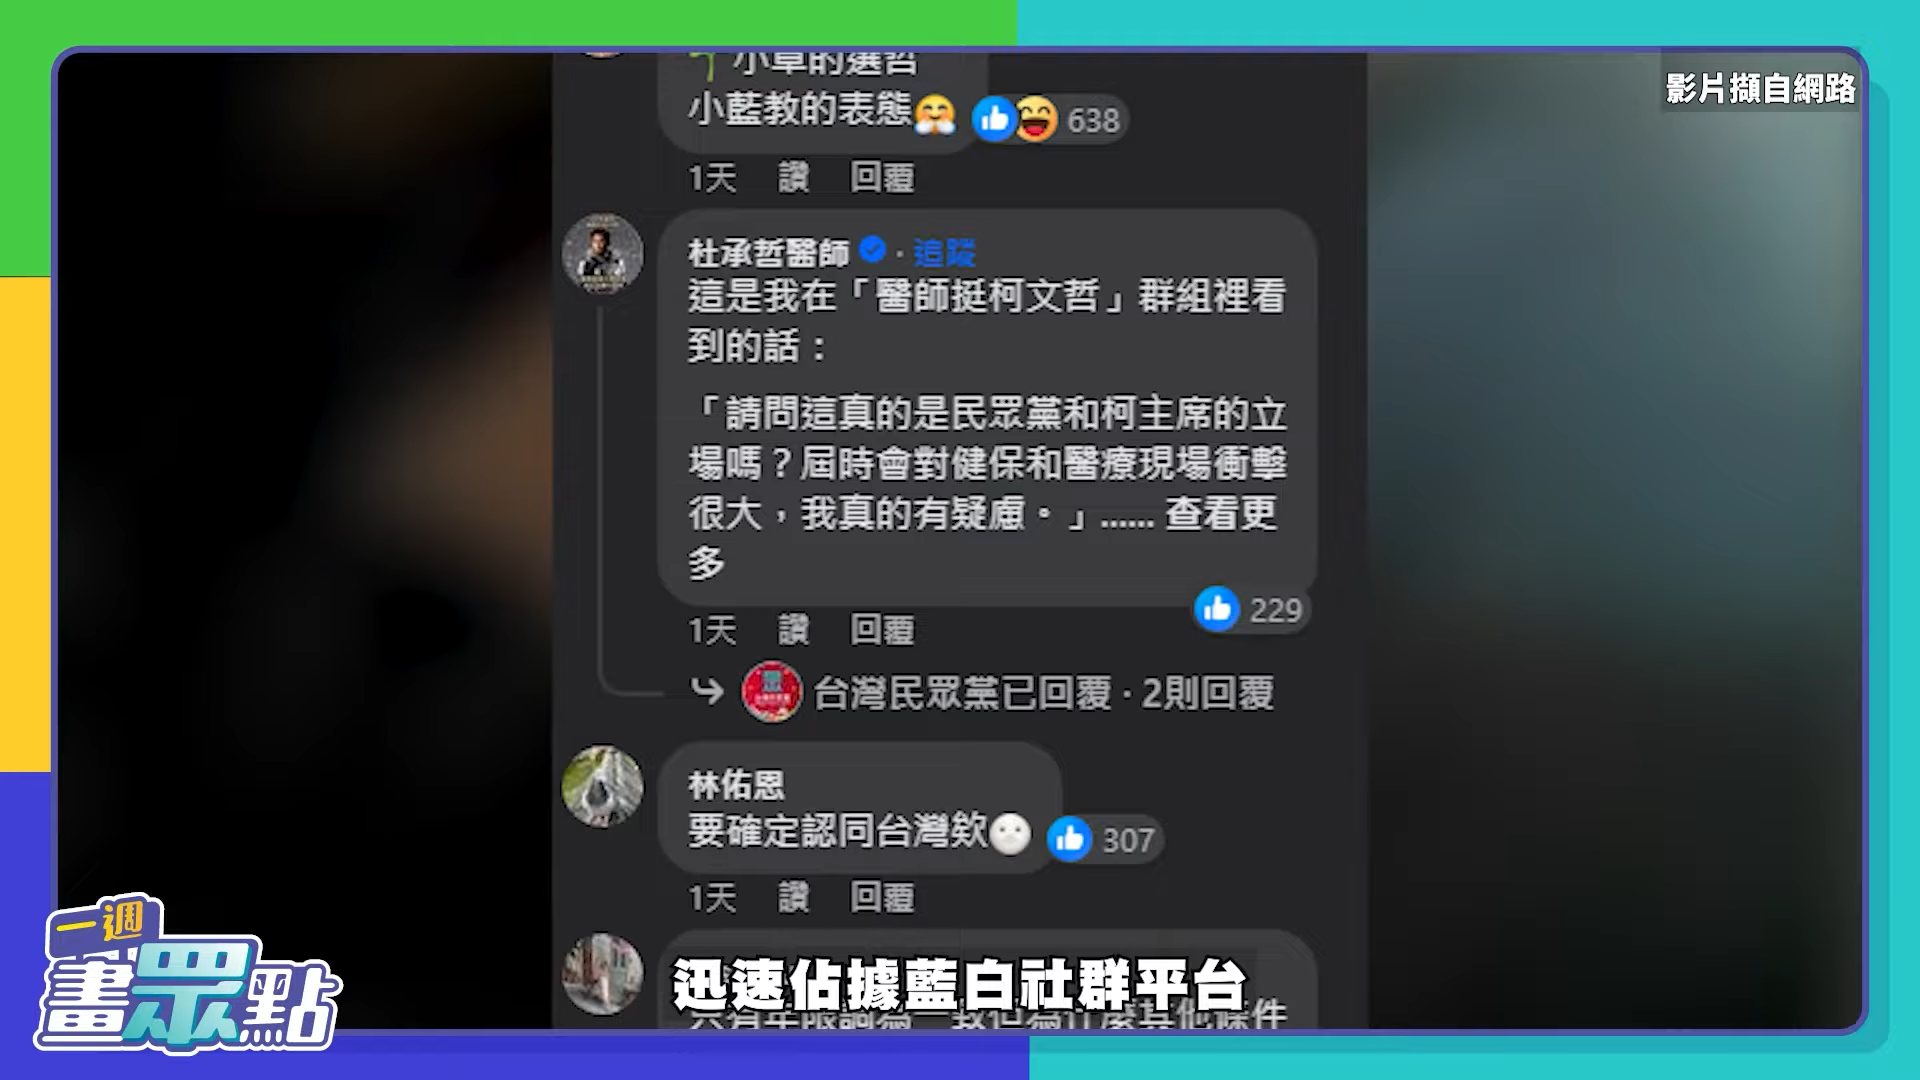 影片擷自網路
小草的選哲
小藍教的表態
638
1天 讚 回覆
杜承哲醫師 · 追蹤
這是我在「醫師挺柯文哲」群組裡看
到的話：
「請問這真的是民眾黨和柯主席的立
場嗎？屆時會對健保和醫療現場衝擊
很大，我真的有疑慮。」...... 查看更
多
229
1天 讚 回覆
台灣民眾黨已回覆 · 2則回覆
林佑恩
要確定認同台灣欸
307
1天 讚 回覆
迅速佔據藍白社群平台
一週
畫眾點